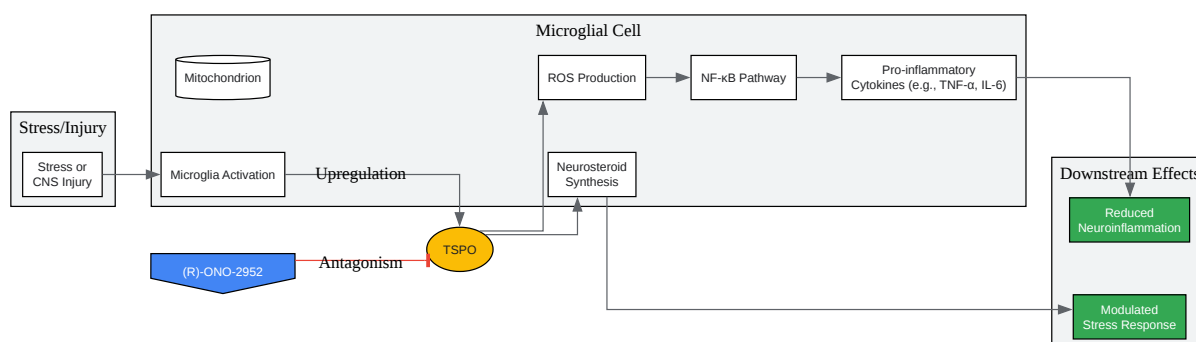 Microglial Cell
Mitochondrion
ROS Production
NF-κB Pathway
Pro-inflammatory
Cytokines (e.g., TNF-α, IL-6)
Stress/Injury
Stress or
CNS Injury
Microglia Activation
Upregulation
Neurosteroid
Synthesis
Downstream Effects
Reduced
Neuroinflammation
TSPO
(R)-ONO-2952
Antagonism
Modulated
Stress Response